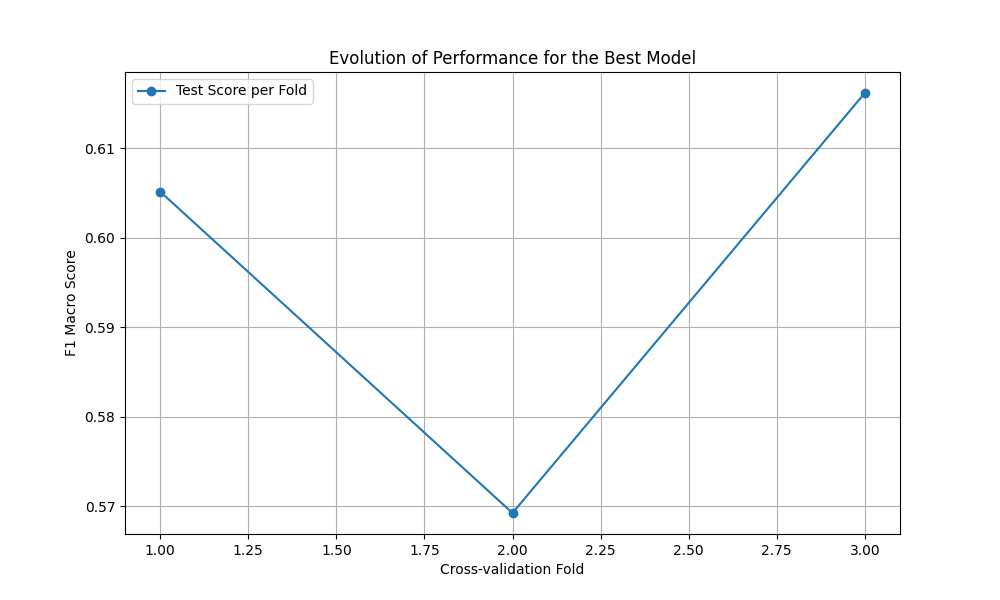 Evolution of Performance for the Best Model
Test Score per Fold
F1 Macro Score
0.61
0.60
0.59
0.58
0.57
1.00 1.25 1.50 1.75 2.00 2.25 2.50 2.75 3.00
Cross-validation Fold